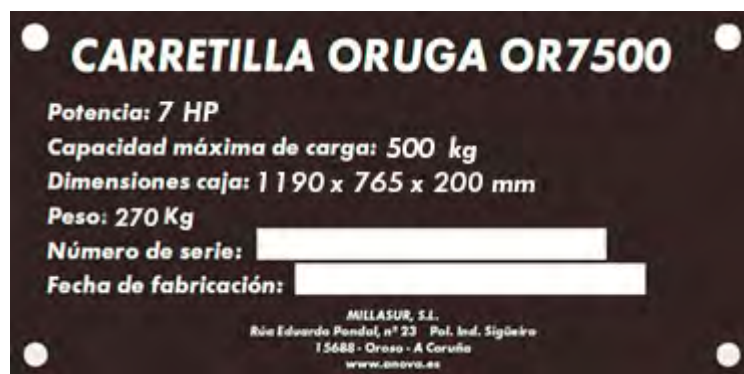 CARRETILLA ORUGA OR7500
Potencia: 7 HP
Capacidad máxima de carga: 500 kg
Dimensiones caja: 1190 x 765 x 200 mm
Peso: 270 Kg
Número de serie:
Fecha de fabricación:
MILLASUR, S.L.
Rúa Eduardo Pondal, nº 23 Pol. Ind. Sigüeiro
15688 - Oroso - A Coruña
www.anova.es